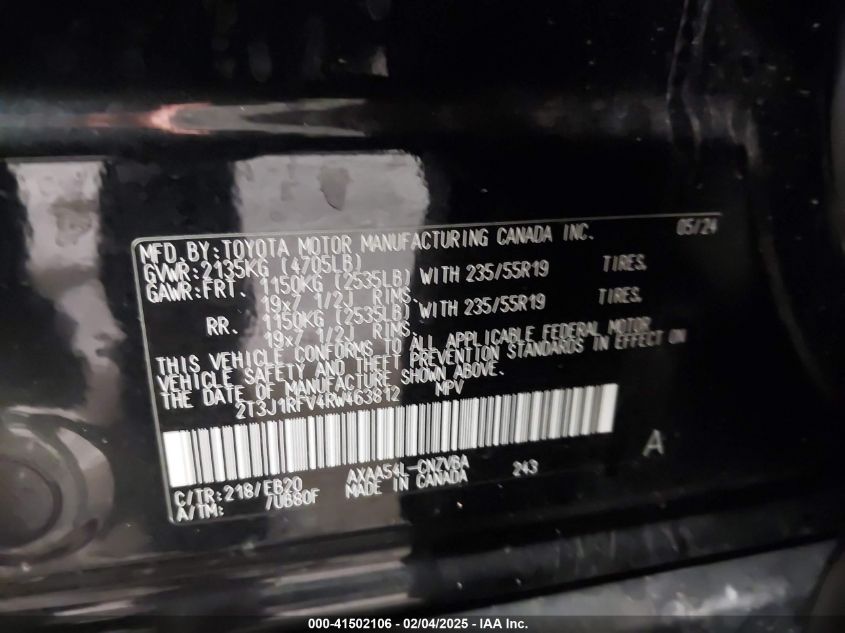 MFD. BY: TOYOTA MOTOR MANUFACTURING CANADA INC. 05/24
GVWR: 2135KG (4705LB)
GAWR: FRT. 1150KG (2535LB) WITH 235/55R19 TIRES,
19x7 1/2J RIMS.
RR. 1150KG (2535LB) WITH 235/55R19 TIRES,
19x7 1/2J RIMS.
THIS VEHICLE CONFORMS TO ALL APPLICABLE FEDERAL MOTOR
VEHICLE SAFETY AND THEFT PREVENTION STANDARDS IN EFFECT ON
THE DATE OF MANUFACTURE SHOWN ABOVE.
2T3J1RFV4RW463812 MPV
A
C/TR: 218/EB20 AXAA54L-CNZVBA 243
A/TM: /UB80F MADE IN CANADA
000-41502106 - 02/04/2025 - IAA Inc.